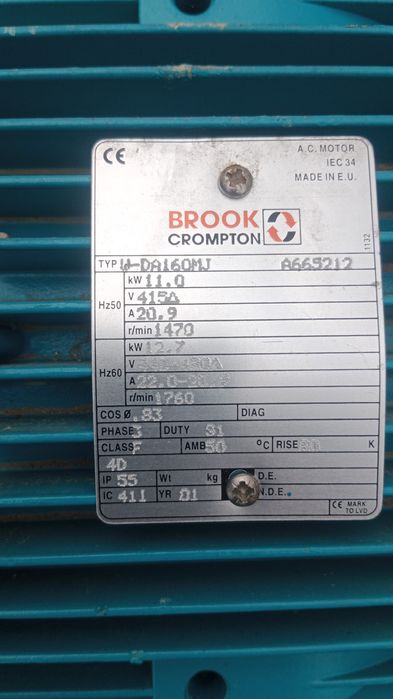 CE A.C. MOTOR
IEC 34
MADE IN E.U.
BROOK
CROMPTON
1132
TYP W-DA160MJ A665212
Hz50 kW 11.0
V 415Δ
A 20.9
r/min 1470
Hz60 kW 12.7
V
A
r/min 1760
COS Ø .83 DIAG
PHASE 3 DUTY S1
CLASS F AMB 50 °C RISE K
4D
IP 55 Wt kg D.E.
IC 411 YR 01 N.D.E.
CE MARK
TO LVD